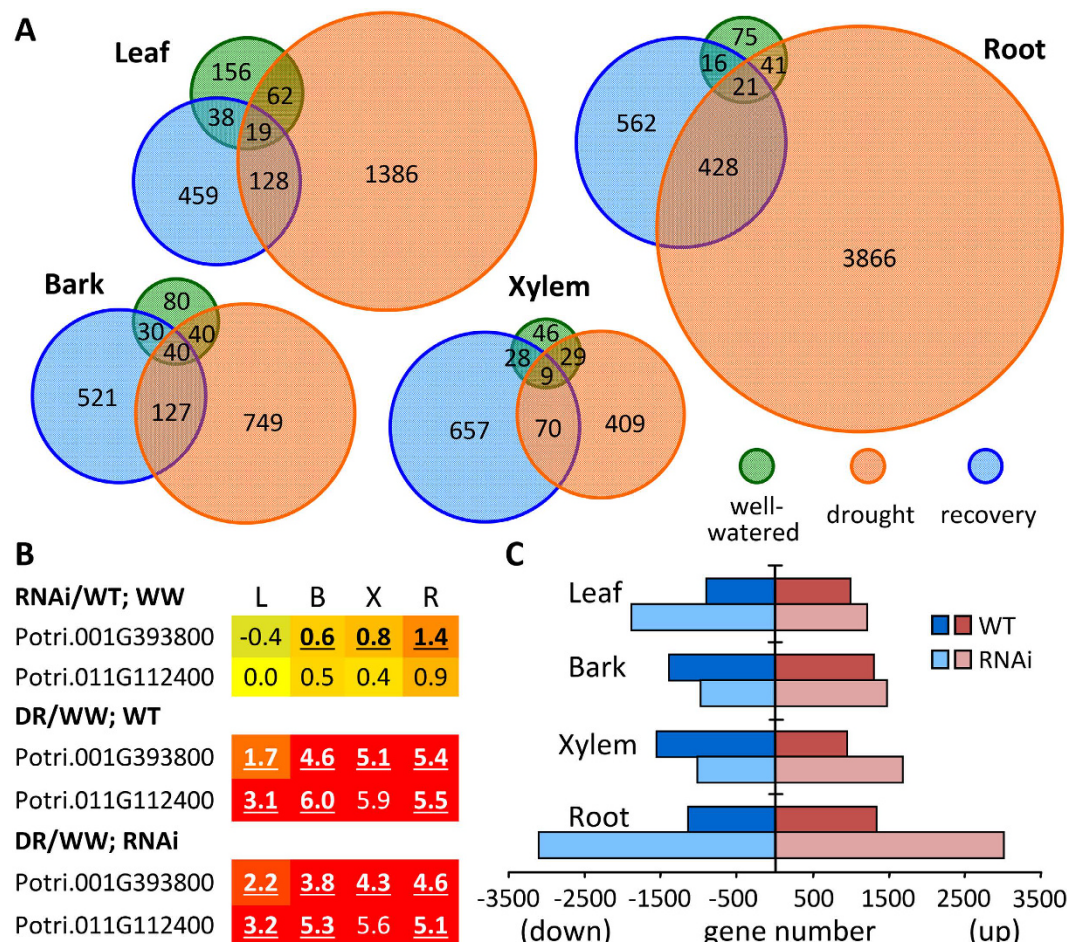 A
Leaf
156
62
38
19
459
128
1386
Root
75
16
41
21
562
428
3866
Bark
80
30
40
40
521
127
749
Xylem
46
28
29
9
657
70
409
well-
watered
drought
recovery
B
RNAi/WT; WW L B X R
Potri.001G393800 -0.4 0.6 0.8 1.4
Potri.011G112400 0.0 0.5 0.4 0.9
DR/WW; WT
Potri.001G393800 1.7 4.6 5.1 5.4
Potri.011G112400 3.1 6.0 5.9 5.5
DR/WW; RNAi
Potri.001G393800 2.2 3.8 4.3 4.6
Potri.011G112400 3.2 5.3 5.6 5.1
C
Leaf
Bark
Xylem
Root
WT
RNAi
-3500 -2500 -1500 -500 500 1500 2500 3500
(down) gene number (up)